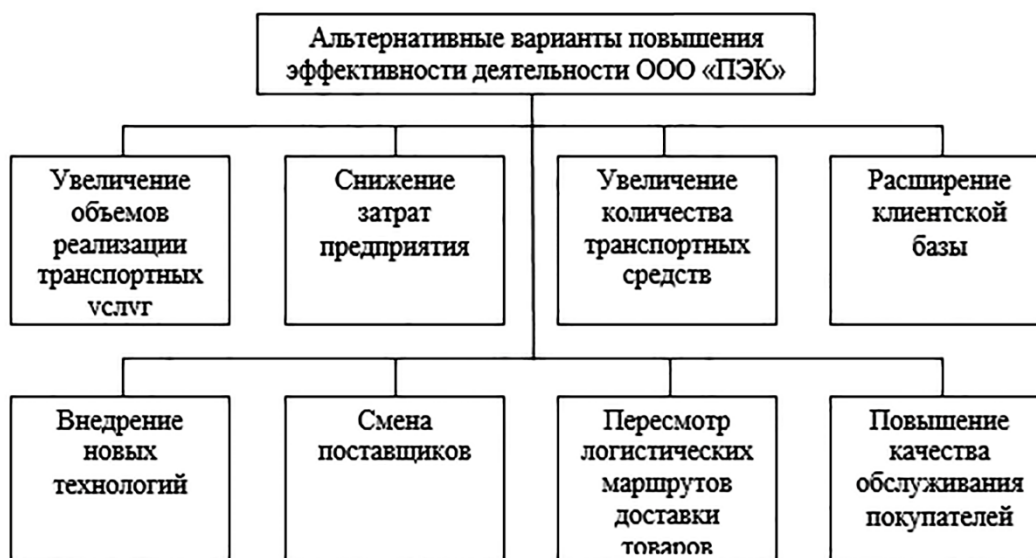 Альтернативные варианты повышения
эффективности деятельности ООО «ПЭК»
Увеличение
объемов
реализации
транспортных
услуг
Снижение
затрат
предприятия
Увеличение
количества
транспортных
средств
Расширение
клиентской
базы
Внедрение
новых
технологий
Смена
поставщиков
Пересмотр
логистических
маршрутов
доставки
товаров
Повышение
качества
обслуживания
покупателей